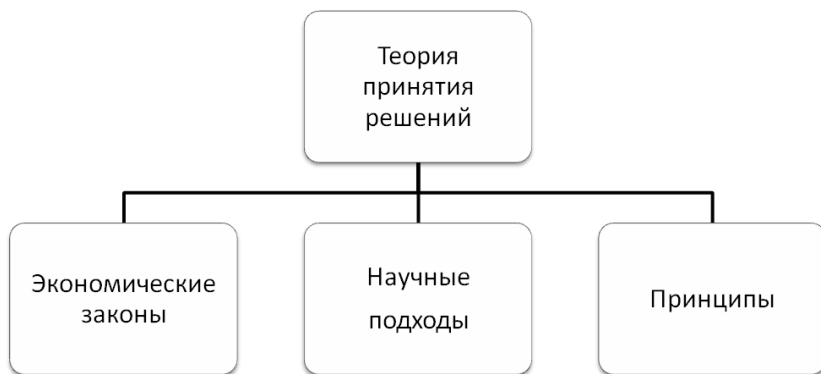 Теория
принятия
решений
Экономические
законы
Научные
подходы
Принципы